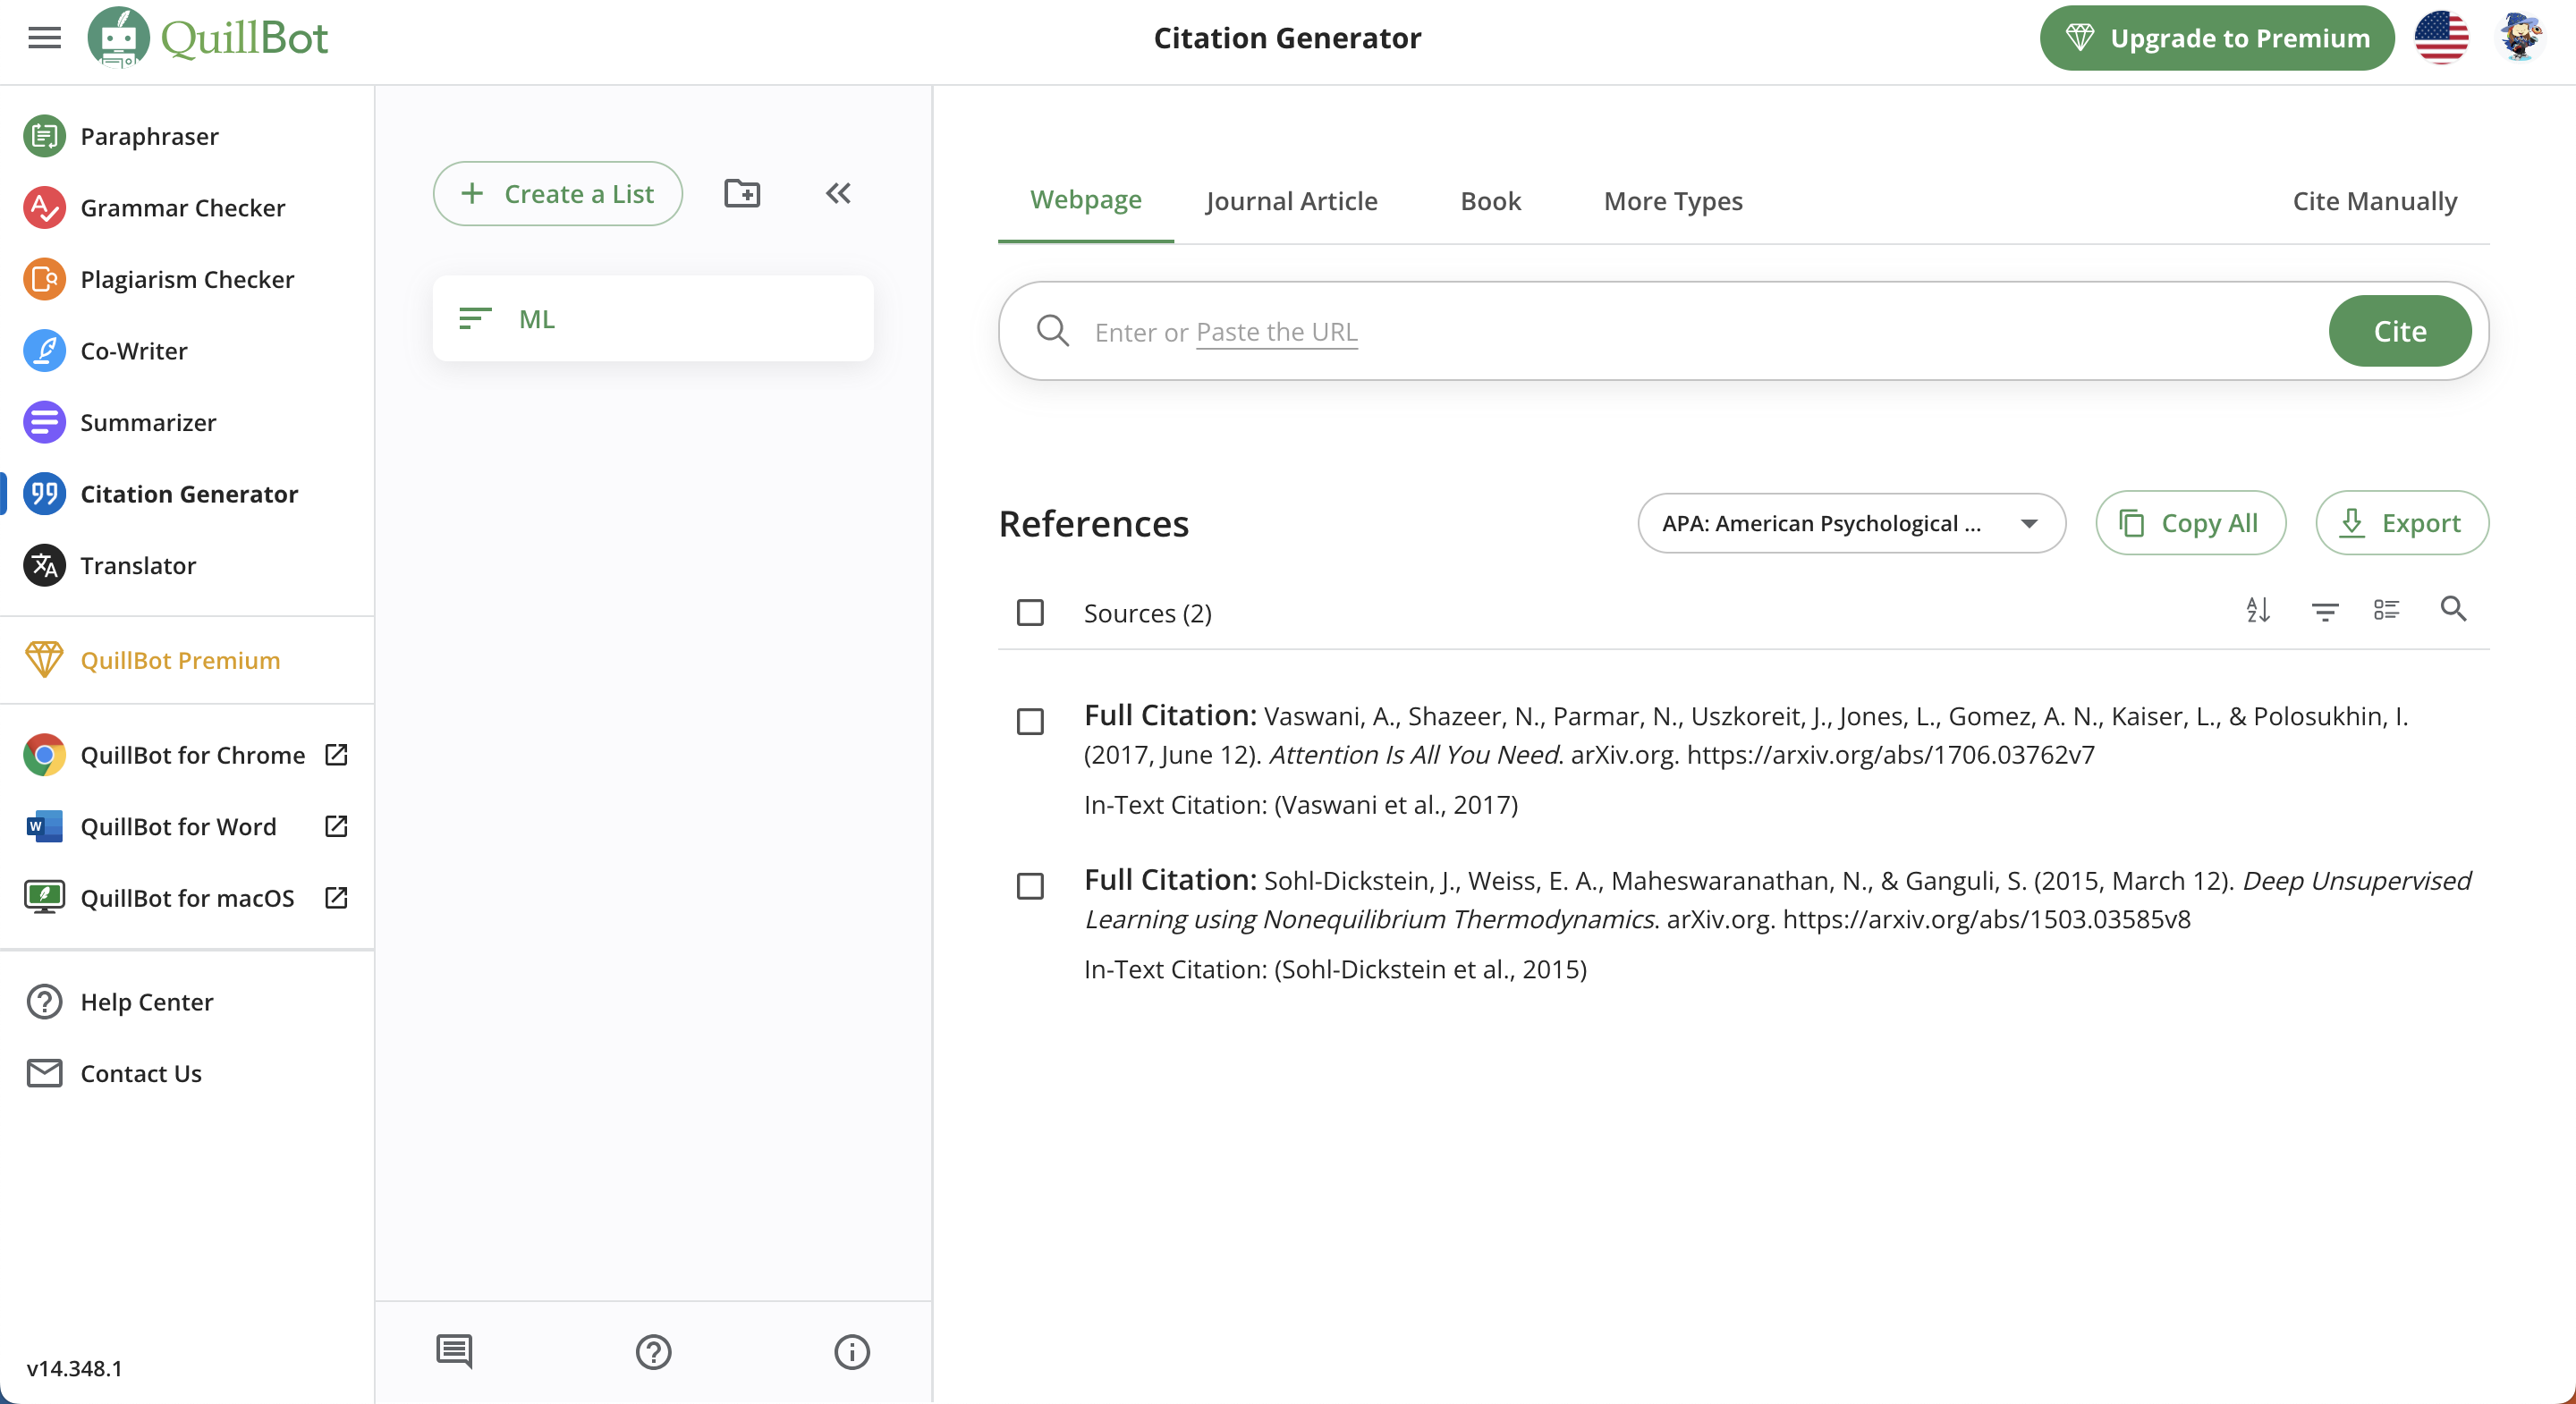 QuillBot
Citation Generator
Upgrade to Premium
Paraphraser
Grammar Checker
Plagiarism Checker
Co-Writer
Summarizer
Citation Generator
Translator
QuillBot Premium
QuillBot for Chrome
QuillBot for Word
QuillBot for macOS
Help Center
Contact Us
v14.348.1
Create a List
ML
Webpage
Journal Article
Book
More Types
Cite Manually
Enter or Paste the URL
Cite
References
APA: American Psychological ...
Copy All
Export
Sources (2)
Full Citation: Vaswani, A., Shazeer, N., Parmar, N., Uszkoreit, J., Jones, L., Gomez, A. N., Kaiser, L., & Polosukhin, I.
(2017, June 12). Attention Is All You Need. arXiv.org. https://arxiv.org/abs/1706.03762v7
In-Text Citation: (Vaswani et al., 2017)
Full Citation: Sohl-Dickstein, J., Weiss, E. A., Maheswaranathan, N., & Ganguli, S. (2015, March 12). Deep Unsupervised
Learning using Nonequilibrium Thermodynamics. arXiv.org. https://arxiv.org/abs/1503.03585v8
In-Text Citation: (Sohl-Dickstein et al., 2015)